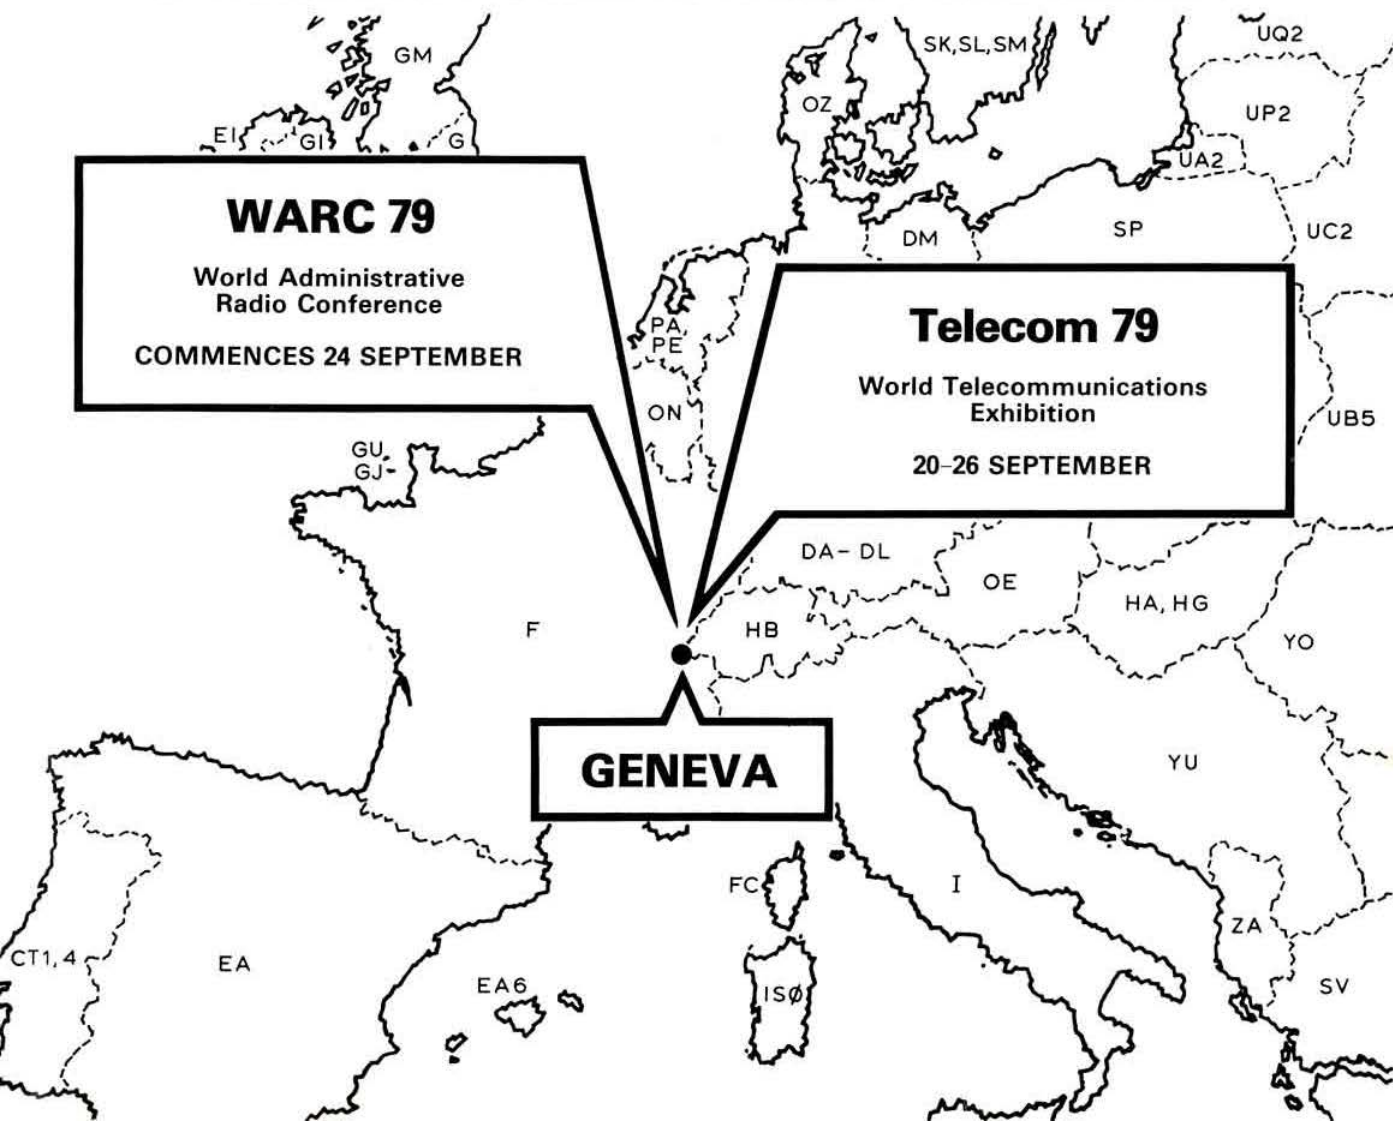 GM
SK,SL,SM
UQ2
OZ
UP2
EI
GI
G
UA2
WARC 79
World Administrative
Radio Conference
COMMENCES 24 SEPTEMBER
DM
SP
UC2
PA,
PE
ON
Telecom 79
World Telecommunications
Exhibition
20–26 SEPTEMBER
UB5
GU
GJ
DA– DL
OE
HA, HG
F
HB
YO
GENEVA
YU
FC
I
ZA
CT1,4
EA
EA6
ISØ
SV